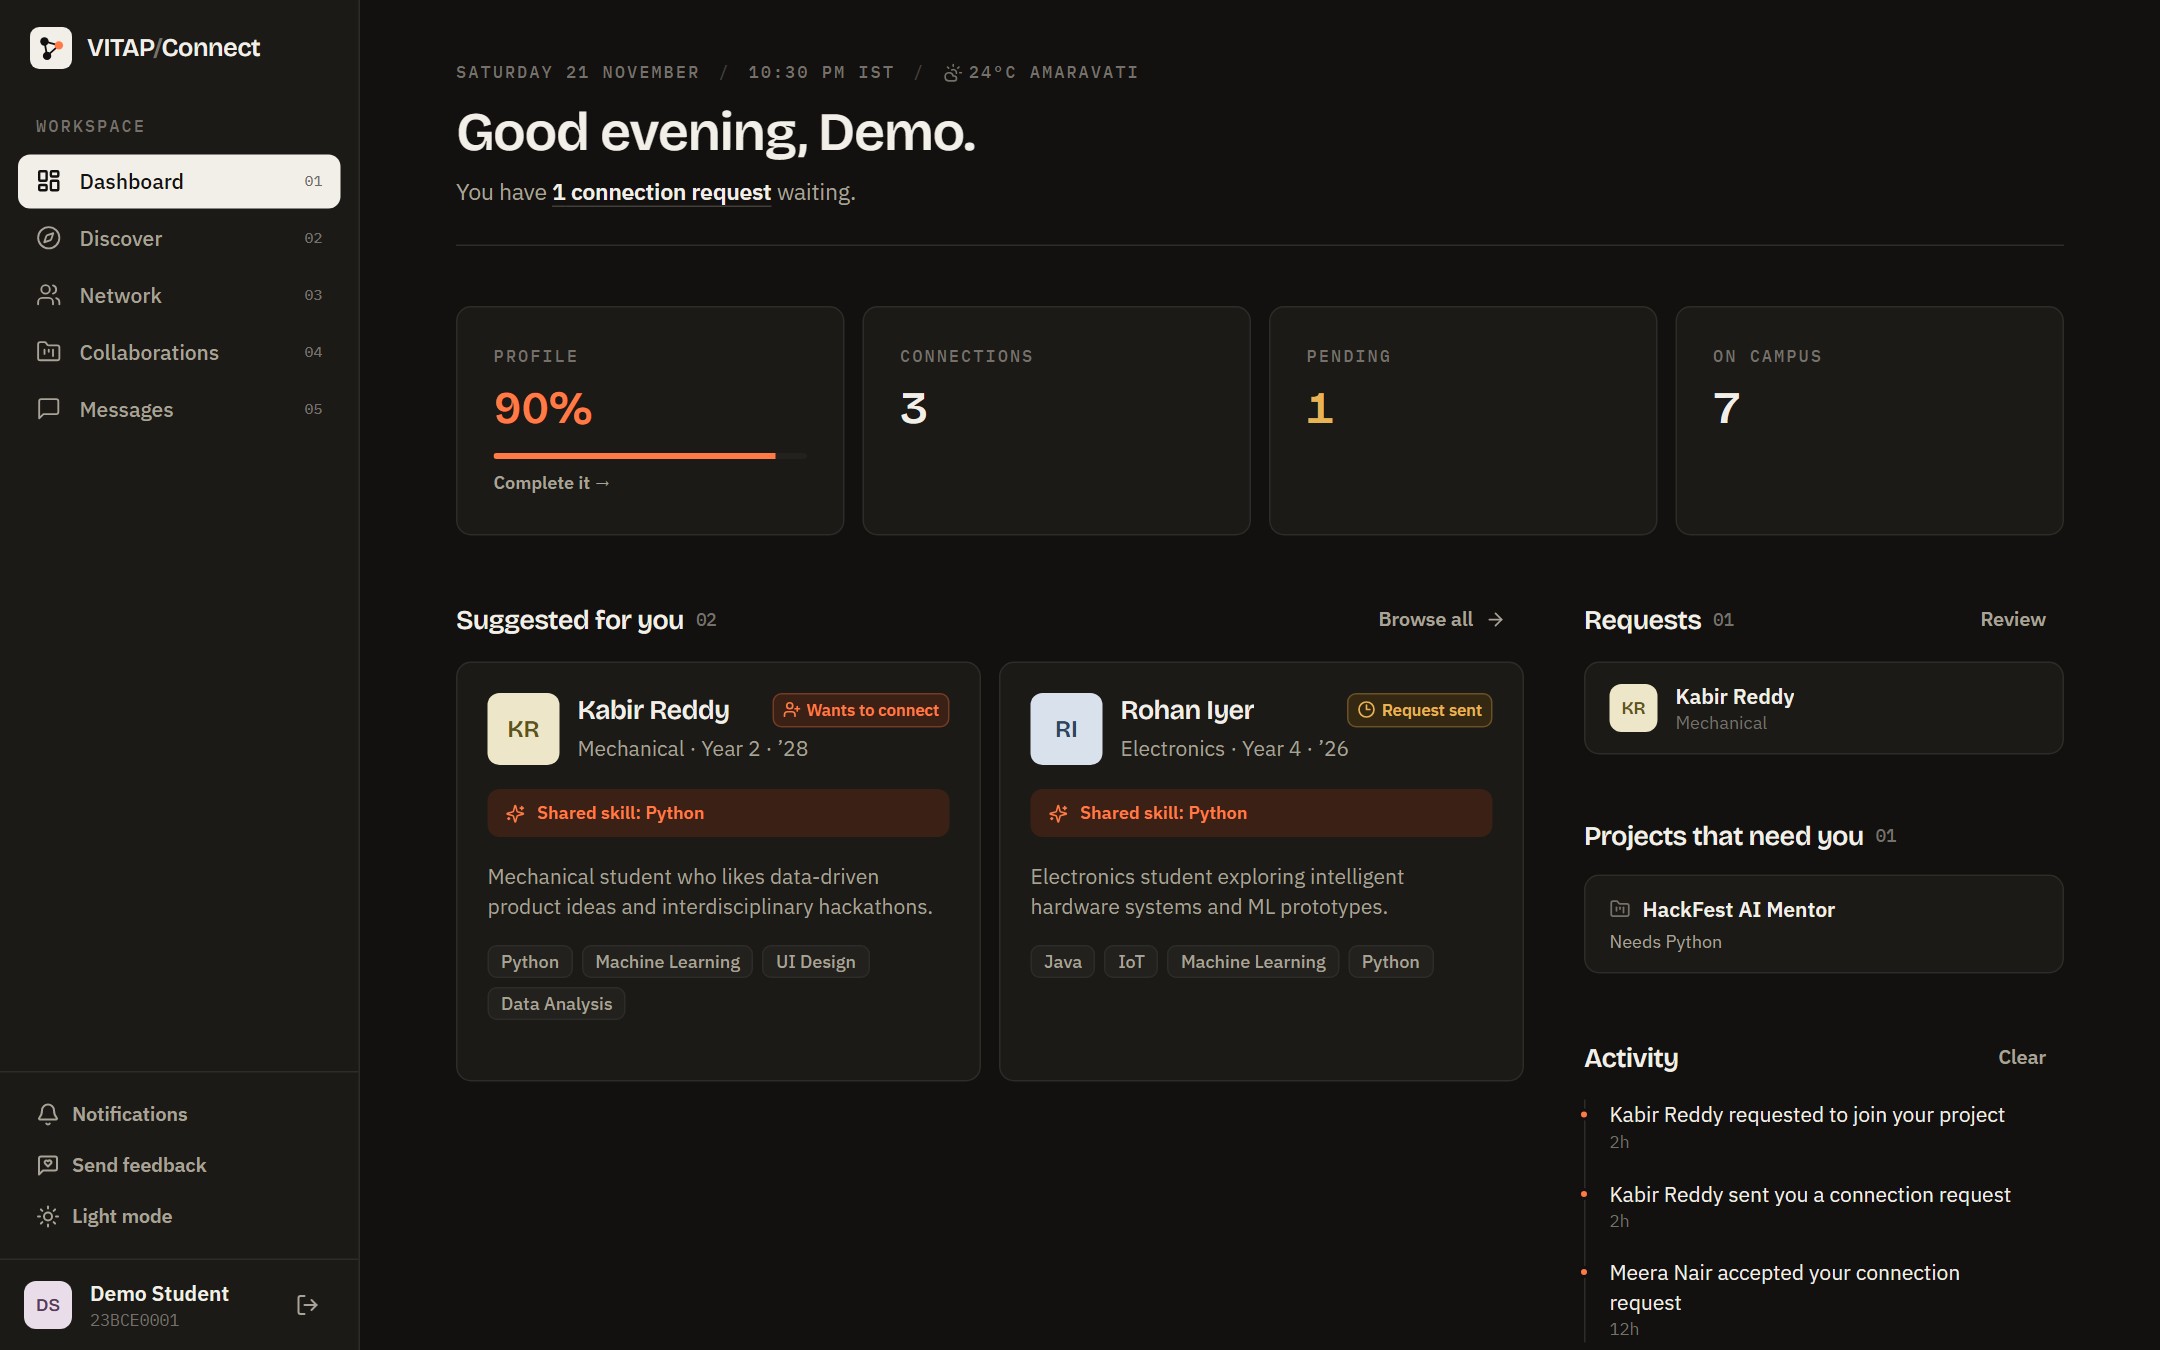 VITAP/Connect
WORKSPACE
Dashboard 01
Discover 02
Network 03
Collaborations 04
Messages 05
Notifications
Send feedback
Light mode
DS
Demo Student
23BCE0001
SATURDAY 21 NOVEMBER / 10:30 PM IST / 24°C AMARAVATI
Good evening, Demo.
You have 1 connection request waiting.
PROFILE
90%
Complete it →
CONNECTIONS
3
PENDING
1
ON CAMPUS
7
Suggested for you 02
Browse all →
KR
Kabir Reddy
Wants to connect
Mechanical · Year 2 · ’28
Shared skill: Python
Mechanical student who likes data-driven
product ideas and interdisciplinary hackathons.
Python Machine Learning UI Design
Data Analysis
RI
Rohan Iyer
Request sent
Electronics · Year 4 · ’26
Shared skill: Python
Electronics student exploring intelligent
hardware systems and ML prototypes.
Java IoT Machine Learning Python
Requests 01
Review
KR
Kabir Reddy
Mechanical
Projects that need you 01
HackFest AI Mentor
Needs Python
Activity
Clear
Kabir Reddy requested to join your project
2h
Kabir Reddy sent you a connection request
2h
Meera Nair accepted your connection
request
12h